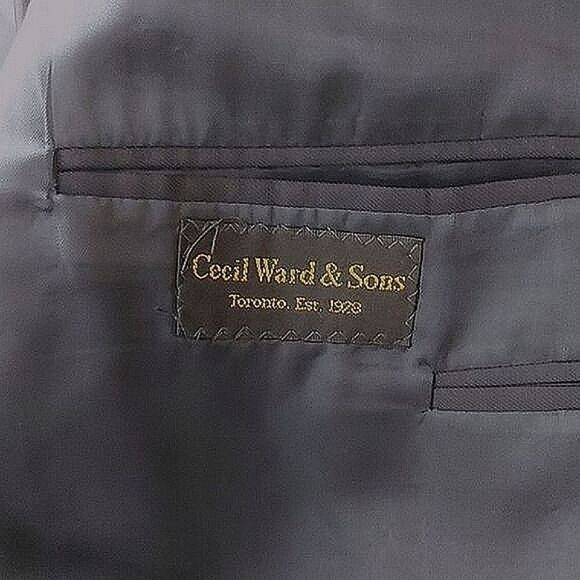 Cecil Ward & Sons
Toronto. Est. 1928